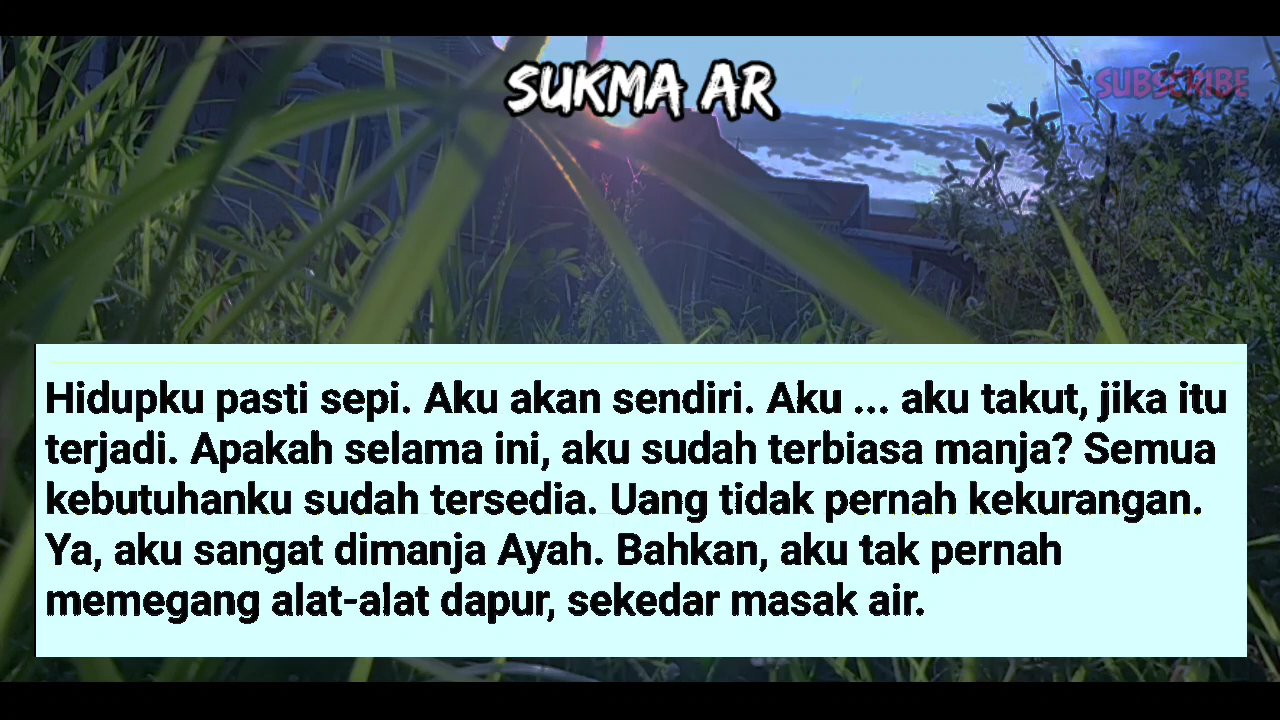 SUKMA AR
SUBSCRIBE
Hidupku pasti sepi. Aku akan sendiri. Aku ... aku takut, jika itu
terjadi. Apakah selama ini, aku sudah terbiasa manja? Semua
kebutuhanku sudah tersedia. Uang tidak pernah kekurangan.
Ya, aku sangat dimanja Ayah. Bahkan, aku tak pernah
memegang alat-alat dapur, sekedar masak air.